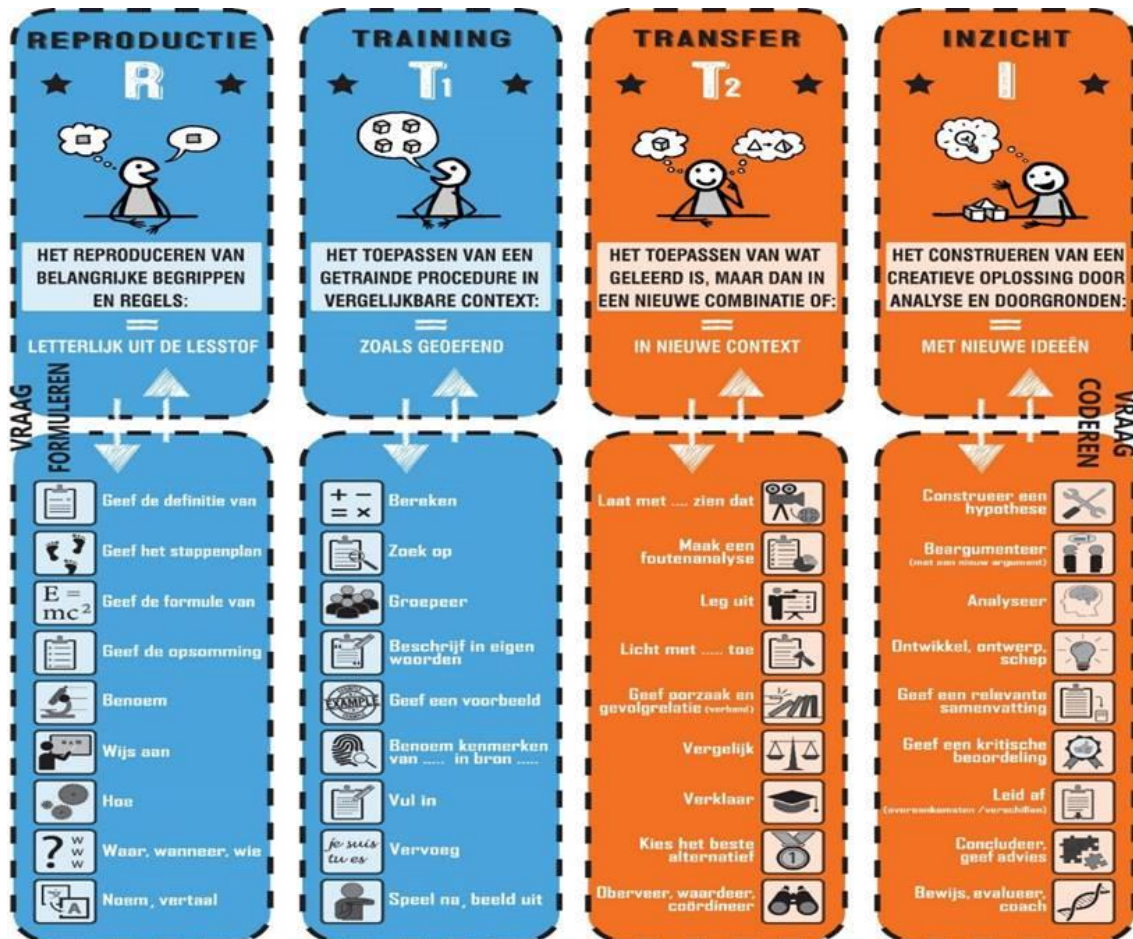 REPRODUCTIE
R
HET REPRODUCEREN VAN
BELANGRIJKE BEGRIPPEN
EN REGELS:
=
LETTERLIJK UIT DE LESSTOF
TRAINING
T1
HET TOEPASSEN VAN EEN
GETRAINDE PROCEDURE IN
VERGELIJKBARE CONTEXT:
=
ZOALS GEOEFEND
TRANSFER
T2
HET TOEPASSEN VAN WAT
GELEERD IS, MAAR DAN IN
EEN NIEUWE COMBINATIE OF:
=
IN NIEUWE CONTEXT
INZICHT
I
HET CONSTRUEREN VAN EEN
CREATIEVE OPLOSSING DOOR
ANALYSE EN DOORGRONDEN:
=
MET NIEUWE IDEEËN
VRAAG
FORMULEREN
VRAAG
CODEREN
Geef de definitie van
Geef het stappenplan
E =
mc²
Geef de formule van
Geef de opsomming
Benoem
Wijs aan
Hoe
? W
W
W
Waar, wanneer, wie
A
Noem, vertaal
+ −
= ×
Bereken
Zoek op
Groepeer
Beschrijf in eigen
woorden
EXAMPLE
Geef een voorbeeld
Benoem kenmerken
van ..... in bron .....
Vul in
je suis
tu es
Vervoeg
Speel na, beeld uit
Laat met .... zien dat
Maak een
foutenanalyse
Leg uit
Licht met ..... toe
Geef oorzaak en
gevolgrelatie (verband)
Vergelijk
Verklaar
Kies het beste
alternatief
1
Oberveer, waardeer,
coördineer
Construeer een
hypothese
Beargumenteer
(met een nieuw argument)
Analyseer
Ontwikkel, ontwerp,
schep
Geef een relevante
samenvatting
Geef een kritische
beoordeling
Leid af
(overeenkomsten /verschillen)
Concludeer,
geef advies
Bewijs, evalueer,
coach